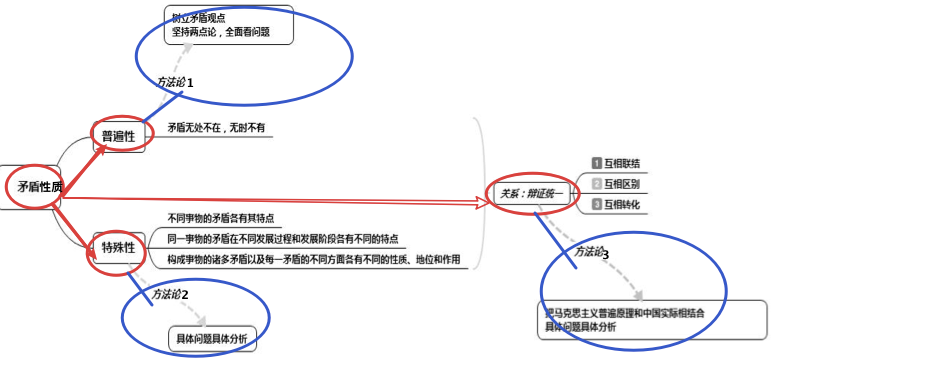 树立矛盾观点
坚持两点论，全面看问题
方法论1
普遍性
矛盾无处不在，无时不有
矛盾性质
关系：辩证统一
1 互相联结
2 互相区别
3 互相转化
不同事物的矛盾各有其特点
特殊性
同一事物的矛盾在不同发展过程和发展阶段各有不同的特点
构成事物的诸多矛盾以及每一矛盾的不同方面各有不同的性质、地位和作用
方法论2
方法论3
具体问题具体分析
把马克思主义普遍原理和中国实际相结合
具体问题具体分析